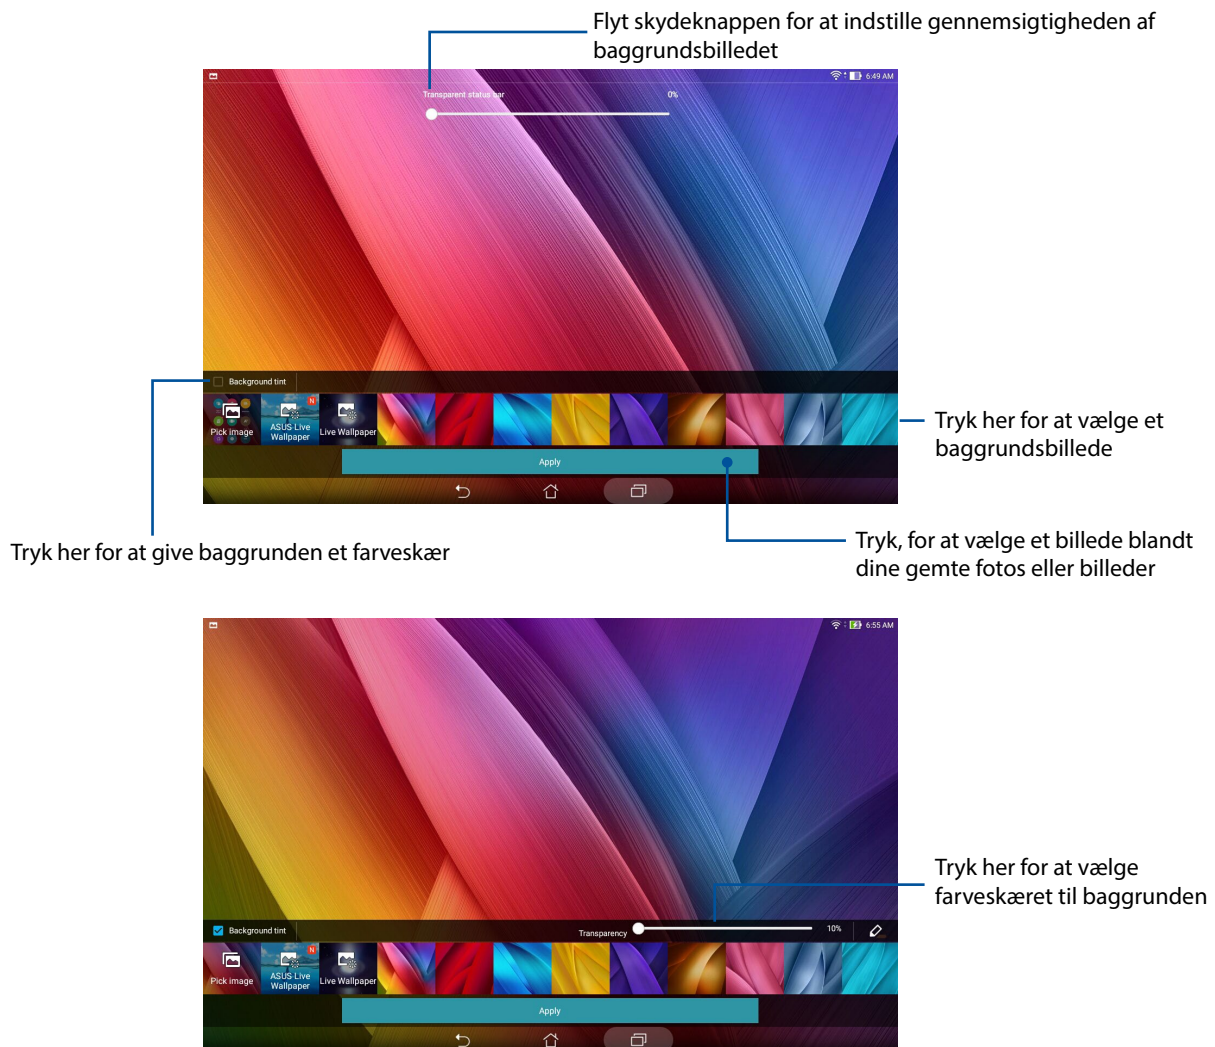 Flyt skydeknappen for at indstille gennemsigtigheden af
baggrundsbilledet
6:49 AM
Transparent status bar
0%
Background tint
Pick image
N
ASUS Live
Wallpaper
Live Wallpaper
Tryk her for at vælge et
baggrundsbillede
Apply
Tryk her for at give baggrunden et farveskær
Tryk, for at vælge et billede blandt
dine gemte fotos eller billeder
6:55 AM
Tryk her for at vælge
farveskæret til baggrunden
Background tint
Transparency
10%
Pick image
N
ASUS Live
Wallpaper
Live Wallpaper
Apply